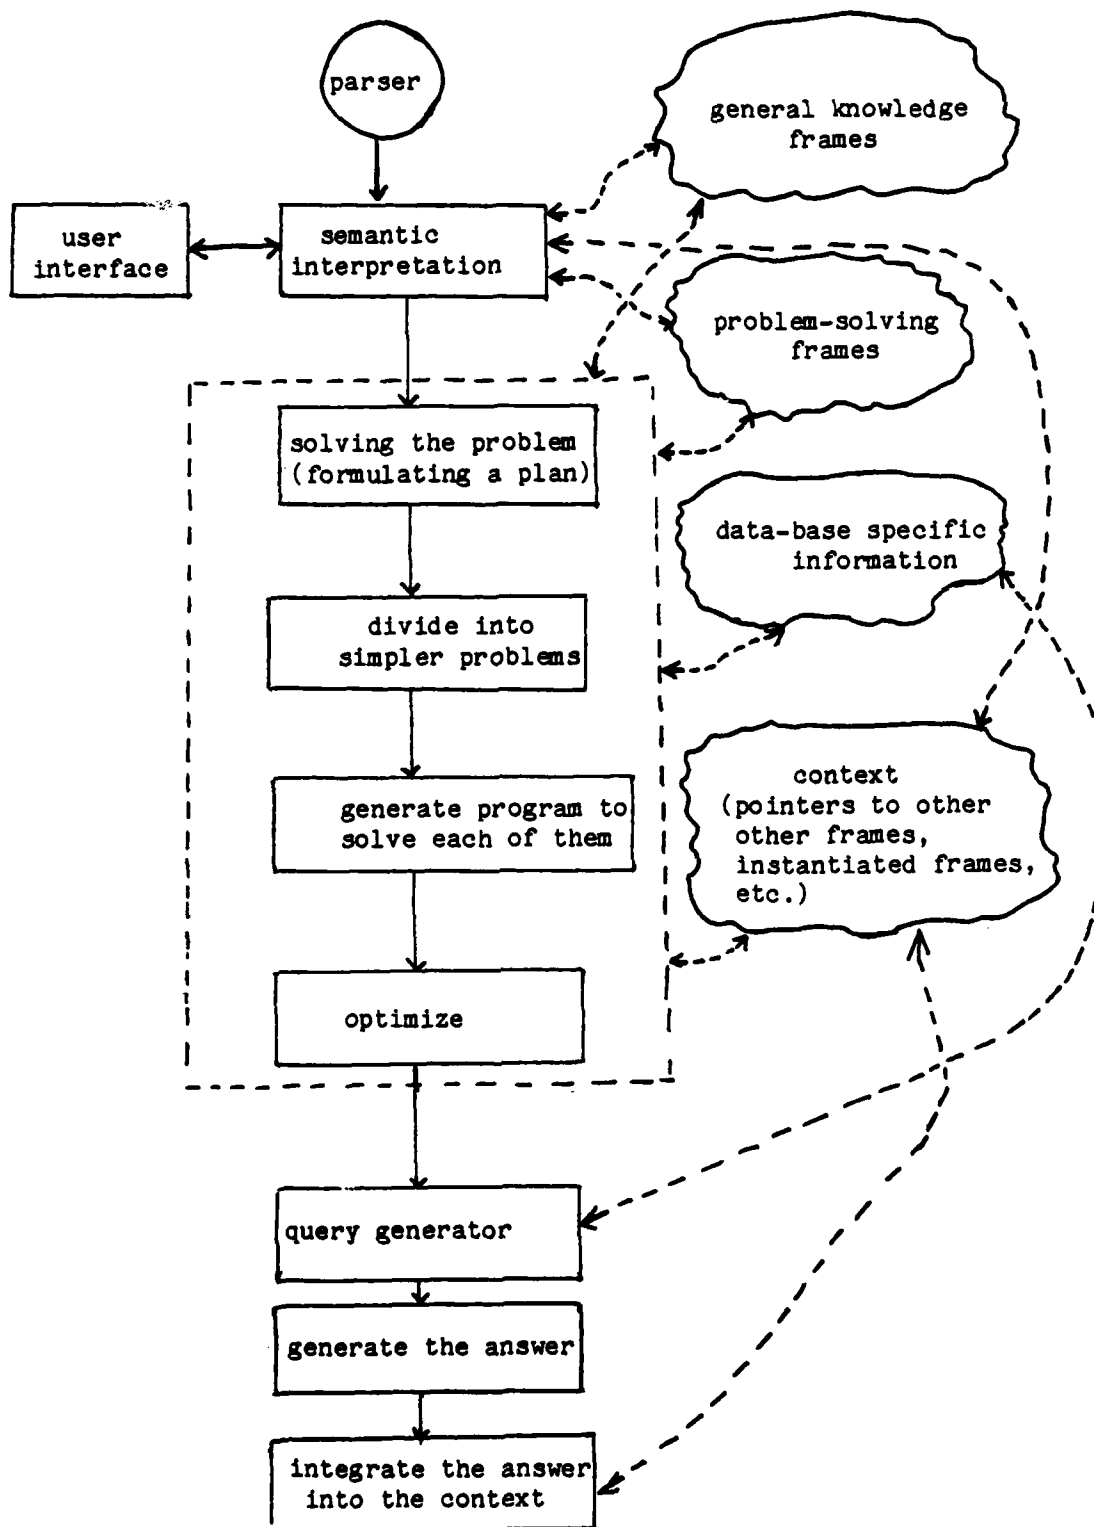 parser
general knowledge
frames
user
interface
semantic
interpretation
problem-solving
frames
solving the problem
(formulating a plan)
data-base specific
information
divide into
simpler problems
context
(pointers to other
other frames,
instantiated frames,
etc.)
generate program to
solve each of them
optimize
query generator
generate the answer
integrate the answer
into the context